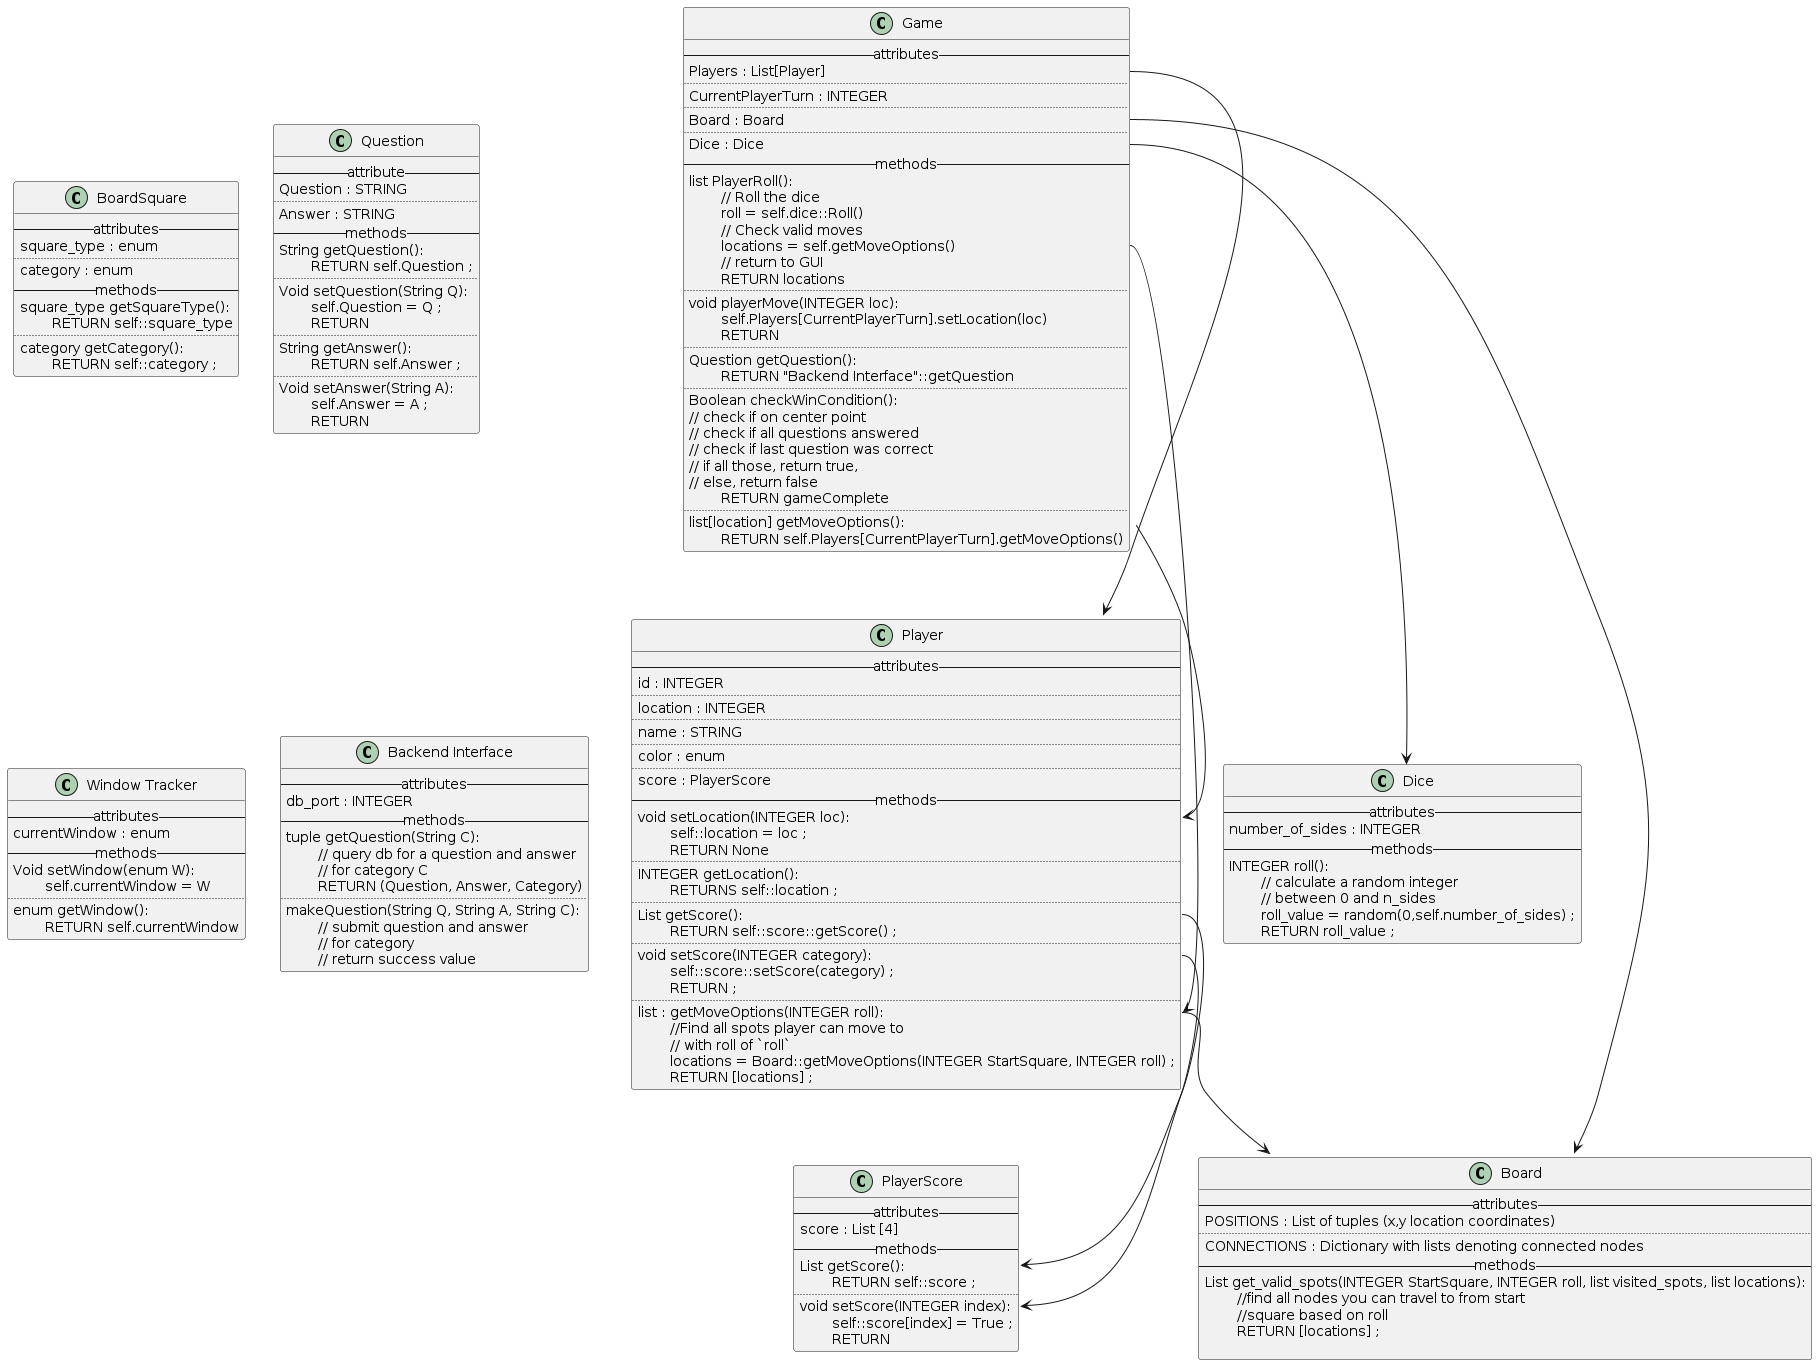 Game
attributes
Players : List[Player]
CurrentPlayerTurn : INTEGER
Board : Board
Dice : Dice
methods
list PlayerRoll():
// Roll the dice
roll = self.dice::Roll()
// Check valid moves
locations = self.getMoveOptions()
// return to GUI
RETURN locations
void playerMove(INTEGER loc):
self.Players[CurrentPlayerTurn].setLocation(loc)
RETURN
Question getQuestion():
RETURN "Backend Interface"::getQuestion
Boolean checkWinCondition():
// check if on center point
// check if all questions answered
// check if last question was correct
// if all those, return true,
// else, return false
RETURN gameComplete
list[location] getMoveOptions():
RETURN self.Players[CurrentPlayerTurn].getMoveOptions()
Question
attribute
Question : STRING
Answer : STRING
methods
String getQuestion():
RETURN self.Question ;
Void setQuestion(String Q):
self.Question = Q ;
RETURN
String getAnswer():
RETURN self.Answer ;
Void setAnswer(String A):
self.Answer = A ;
RETURN
BoardSquare
attributes
square_type : enum
category : enum
methods
square_type getSquareType():
RETURN self::square_type
category getCategory():
RETURN self::category ;
Player
attributes
id : INTEGER
location : INTEGER
name : STRING
color : enum
score : PlayerScore
methods
void setLocation(INTEGER loc):
self::location = loc ;
RETURN None
INTEGER getLocation():
RETURNS self::location ;
List getScore():
RETURN self::score::getScore() ;
void setScore(INTEGER category):
self::score::setScore(category) ;
RETURN ;
list : getMoveOptions(INTEGER roll):
//Find all spots player can move to
// with roll of `roll`
locations = Board::getMoveOptions(INTEGER StartSquare, INTEGER roll) ;
RETURN [locations] ;
Window Tracker
attributes
currentWindow : enum
methods
Void setWindow(enum W):
self.currentWindow = W
enum getWindow():
RETURN self.currentWindow
Backend Interface
attributes
db_port : INTEGER
methods
tuple getQuestion(String C):
// query db for a question and answer
// for category C
RETURN (Question, Answer, Category)
makeQuestion(String Q, String A, String C):
// submit question and answer
// for category
// return success value
Dice
attributes
number_of_sides : INTEGER
methods
INTEGER roll():
// calculate a random integer
// between 0 and n_sides
roll_value = random(0,self.number_of_sides) ;
RETURN roll_value ;
PlayerScore
attributes
score : List [4]
methods
List getScore():
RETURN self::score ;
void setScore(INTEGER index):
self::score[index] = True ;
RETURN
Board
attributes
POSITIONS : List of tuples (x,y location coordinates)
CONNECTIONS : Dictionary with lists denoting connected nodes
methods
List get_valid_spots(INTEGER StartSquare, INTEGER roll, list visited_spots, list locations):
//find all nodes you can travel to from start
//square based on roll
RETURN [locations] ;